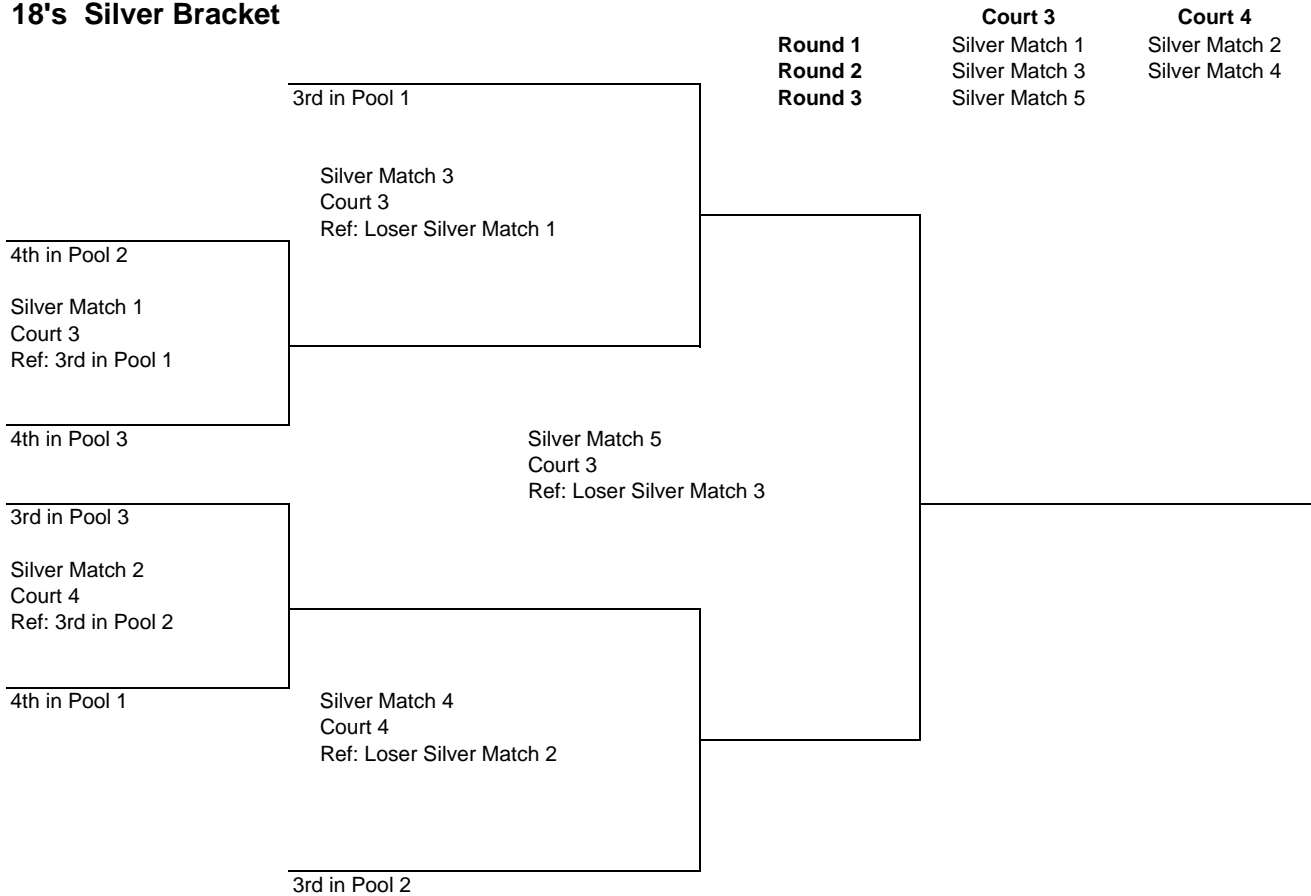 18's Silver Bracket
Court 3 Court 4
Round 1 Silver Match 1 Silver Match 2
Round 2 Silver Match 3 Silver Match 4
Round 3 Silver Match 5
3rd in Pool 1
Silver Match 3
Court 3
Ref: Loser Silver Match 1
4th in Pool 2
Silver Match 1
Court 3
Ref: 3rd in Pool 1
4th in Pool 3
Silver Match 5
Court 3
Ref: Loser Silver Match 3
3rd in Pool 3
Silver Match 2
Court 4
Ref: 3rd in Pool 2
4th in Pool 1
Silver Match 4
Court 4
Ref: Loser Silver Match 2
3rd in Pool 2